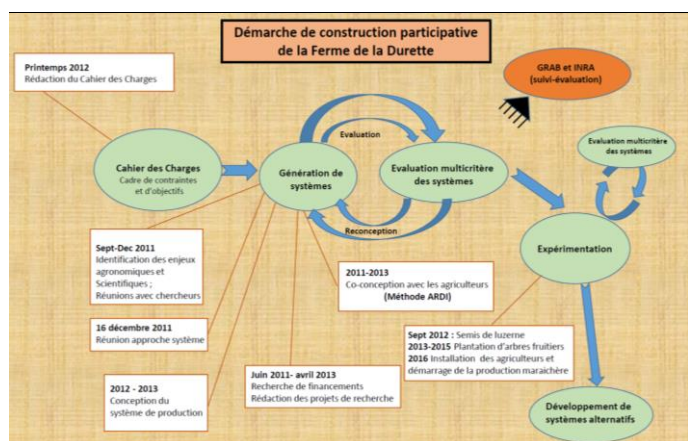 Démarche de construction participative
de la Ferme de la Durette
GRAB et INRA
(suivi-évaluation)
Printemps 2012
Rédaction du Cahier des Charges
Evaluation
Evaluation multicritère
des systèmes
Cahier des Charges
Cadre de contraintes
et d'objectifs
Génération de
systèmes
Evaluation multicritère
des systèmes
Reconception
Expérimentation
Sept-Dec 2011
Identification des enjeux
agronomiques et
Scientifiques ;
Réunions avec chercheurs
2011-2013
Co-conception avec les agriculteurs
(Méthode ARDI)
16 décembre 2011
Réunion approche système
Sept 2012 : Semis de luzerne
2013-2015 Plantation d'arbres fruitiers
2016 Installation des agriculteurs et
démarrage de la production maraichère
2012 - 2013
Conception du
système de production
Juin 2011- avril 2013
Recherche de financements
Rédaction des projets de recherche
Développement de
systèmes alternatifs